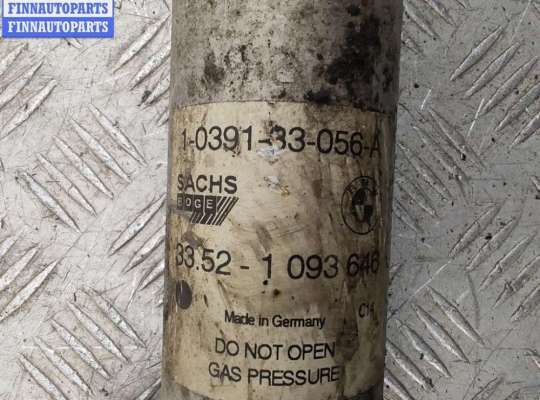 FINNAUTOPARTS
FINNAUTOPARTS
1-0391-33-056-A
SACHS
BOGE
33.52 - 1 093 646
Made in Germany
C14
DO NOT OPEN
GAS PRESSURE